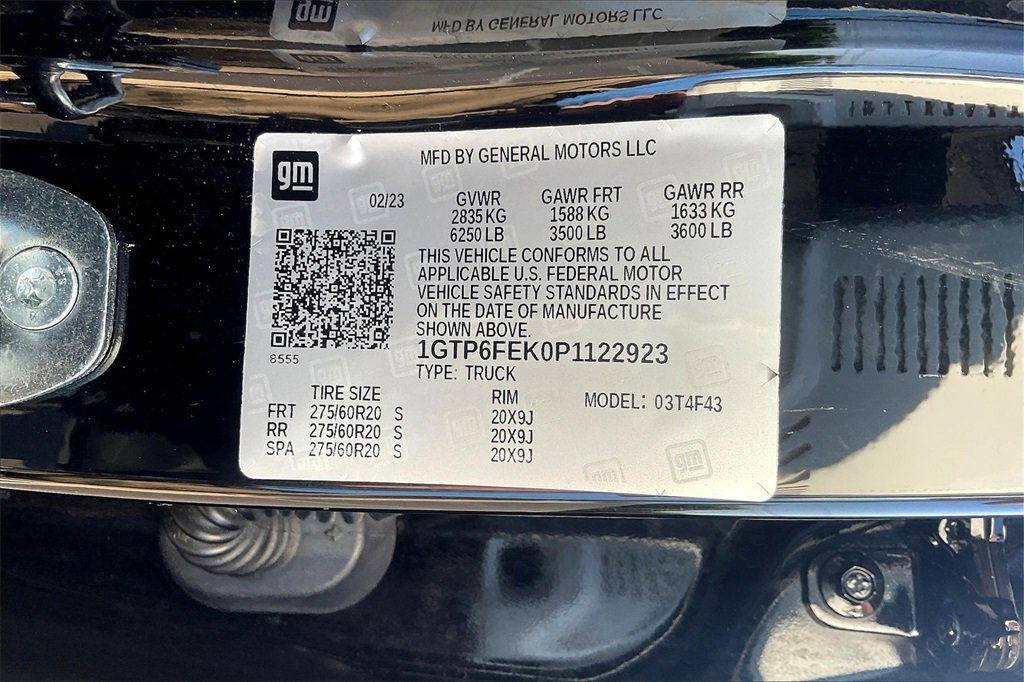 MFD BY GENERAL MOTORS LLC
gm
MFD BY GENERAL MOTORS LLC
gm
02/23
GVWR GAWR FRT GAWR RR
2835 KG 1588 KG 1633 KG
6250 LB 3500 LB 3600 LB
THIS VEHICLE CONFORMS TO ALL
APPLICABLE U.S. FEDERAL MOTOR
VEHICLE SAFETY STANDARDS IN EFFECT
ON THE DATE OF MANUFACTURE
SHOWN ABOVE.
8555
1GTP6FEK0P1122923
TYPE: TRUCK
TIRE SIZE RIM MODEL: 03T4F43
FRT 275/60R20 S 20X9J
RR 275/60R20 S 20X9J
SPA 275/60R20 S 20X9J
gm